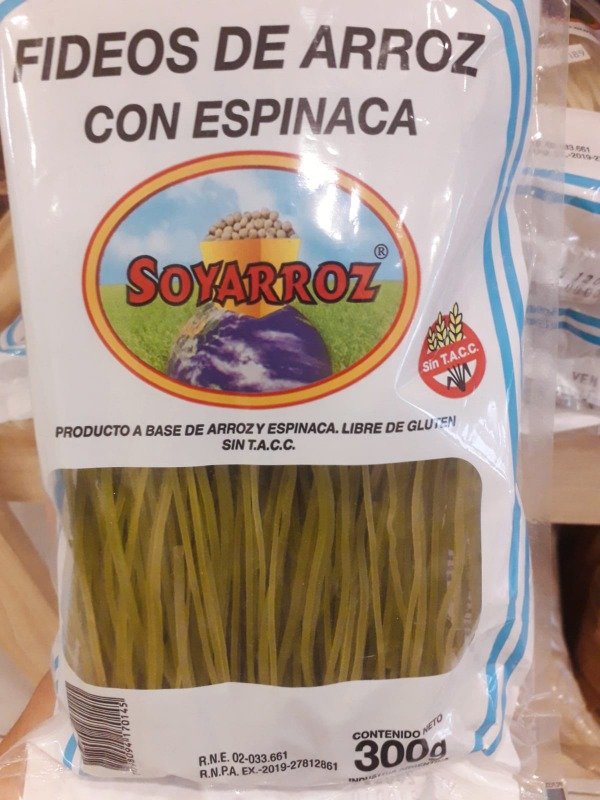 FIDEOS DE ARROZ
CON ESPINACA
SOYARROZ®
Sin T.A.C.C.
PRODUCTO A BASE DE ARROZ Y ESPINACA. LIBRE DE GLUTEN
SIN T.A.C.C.
R.N.E. 02-033.661
R.N.P.A. EX.-2019-27812861
CONTENIDO NETO
300g